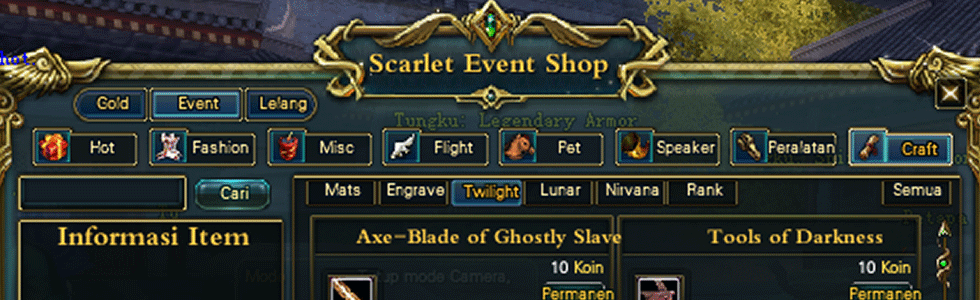 Scarlet Event Shop
Gold Event Lelang
Tungku: Legendary Armor
Hot Fashion Misc Flight Pet Speaker Peralatan Craft
Cari Mats Engrave Twilight Lunar Nirvana Rank Semua
Informasi Item Axe-Blade of Ghostly Slave Tools of Darkness
10 Koin 10 Koin
mode Camera,
Permanen Permanen